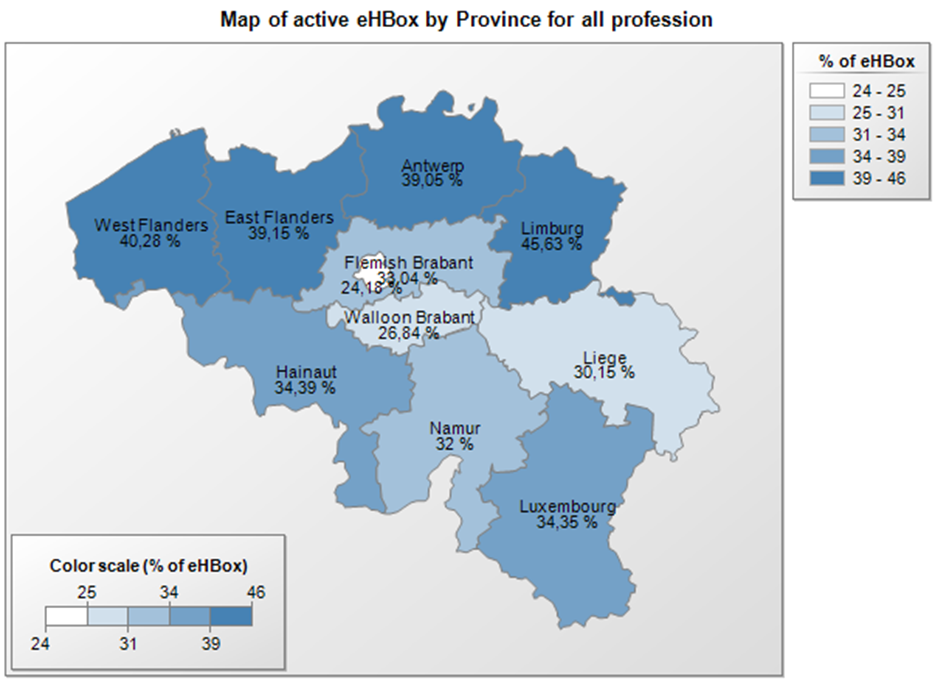 Map of active eHBox by Province for all profession
% of eHBox
24 - 25
25 - 31
31 - 34
34 - 39
39 - 46
Antwerp
39,05 %
West Flanders
40,28 %
East Flanders
39,15 %
Limburg
45,63 %
Flemish Brabant
33,04 %
24,18 %
Walloon Brabant
26,84 %
Liege
30,15 %
Hainaut
34,39 %
Namur
32 %
Luxembourg
34,35 %
Color scale (% of eHBox)
25 34 46
24 31 39